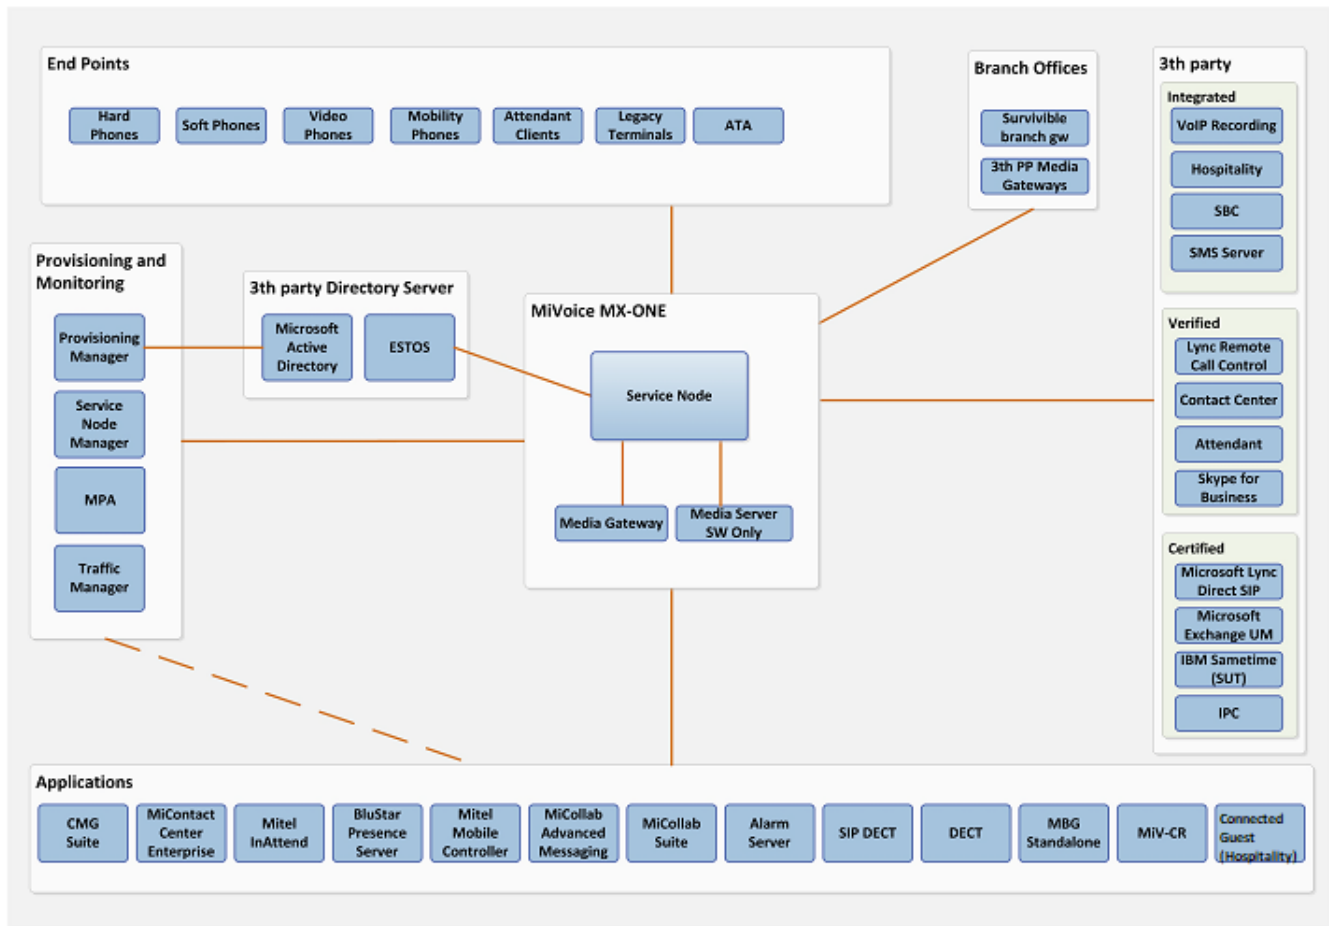 End Points
Hard
Phones
Soft Phones
Video
Phones
Mobility
Phones
Attendant
Clients
Legacy
Terminals
ATA
Branch Offices
Survivible
branch gw
3th PP Media
Gateways
3th party
Integrated
VoIP Recording
Hospitality
SBC
SMS Server
Verified
Lync Remote
Call Control
Contact Center
Attendant
Skype for
Business
Certified
Microsoft Lync
Direct SIP
Microsoft
Exchange UM
IBM Sametime
(SUT)
IPC
Provisioning and
Monitoring
Provisioning
Manager
Service
Node
Manager
MPA
Traffic
Manager
3th party Directory Server
Microsoft
Active
Directory
ESTOS
MiVoice MX-ONE
Service Node
Media Gateway
Media Server
SW Only
Applications
CMG
Suite
MiContact
Center
Enterprise
Mitel
InAttend
BluStar
Presence
Server
Mitel
Mobile
Controller
MiCollab
Advanced
Messaging
MiCollab
Suite
Alarm
Server
SIP DECT
DECT
MBG
Standalone
MiV-CR
Connected
Guest
(Hospitality)